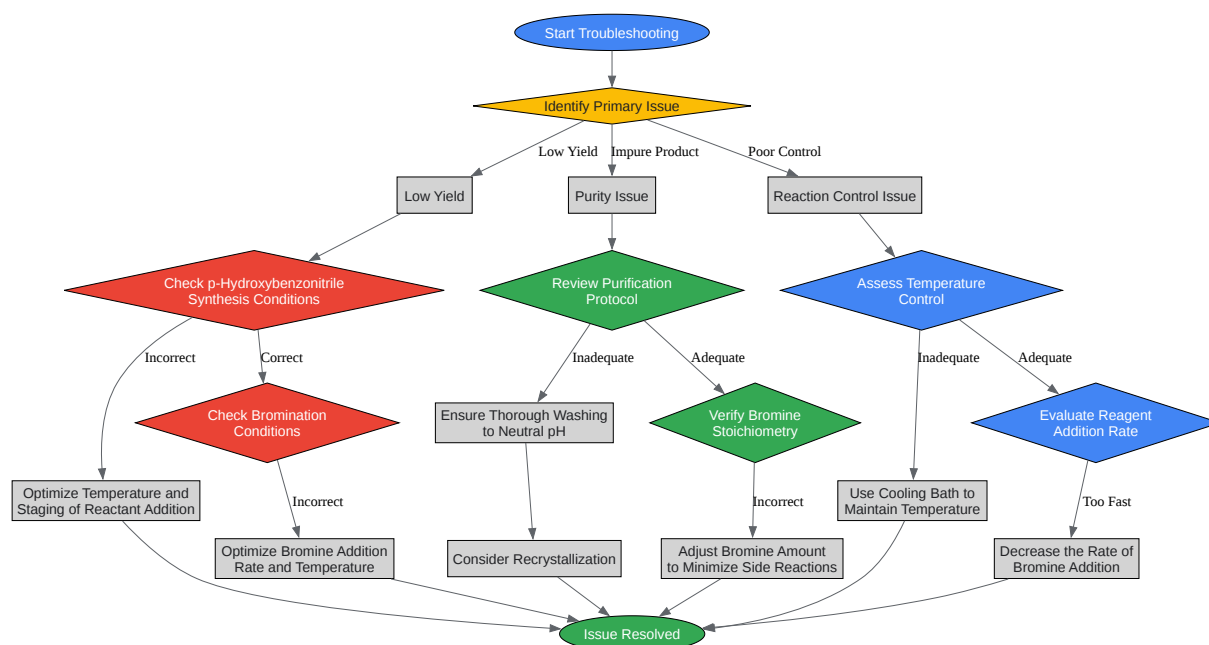 Start Troubleshooting
Identify Primary Issue
Low Yield
Impure Product
Poor Control
Low Yield
Purity Issue
Reaction Control Issue
Check p-Hydroxybenzonitrile
Synthesis Conditions
Review Purification
Protocol
Assess Temperature
Control
Incorrect
Correct
Inadequate
Adequate
Inadequate
Adequate
Check Bromination
Conditions
Ensure Thorough Washing
to Neutral pH
Verify Bromine
Stoichiometry
Evaluate Reagent
Addition Rate
Optimize Temperature and
Staging of Reactant Addition
Incorrect
Incorrect
Use Cooling Bath to
Maintain Temperature
Too Fast
Optimize Bromine Addition
Rate and Temperature
Consider Recrystallization
Adjust Bromine Amount
to Minimize Side Reactions
Decrease the Rate of
Bromine Addition
Issue Resolved